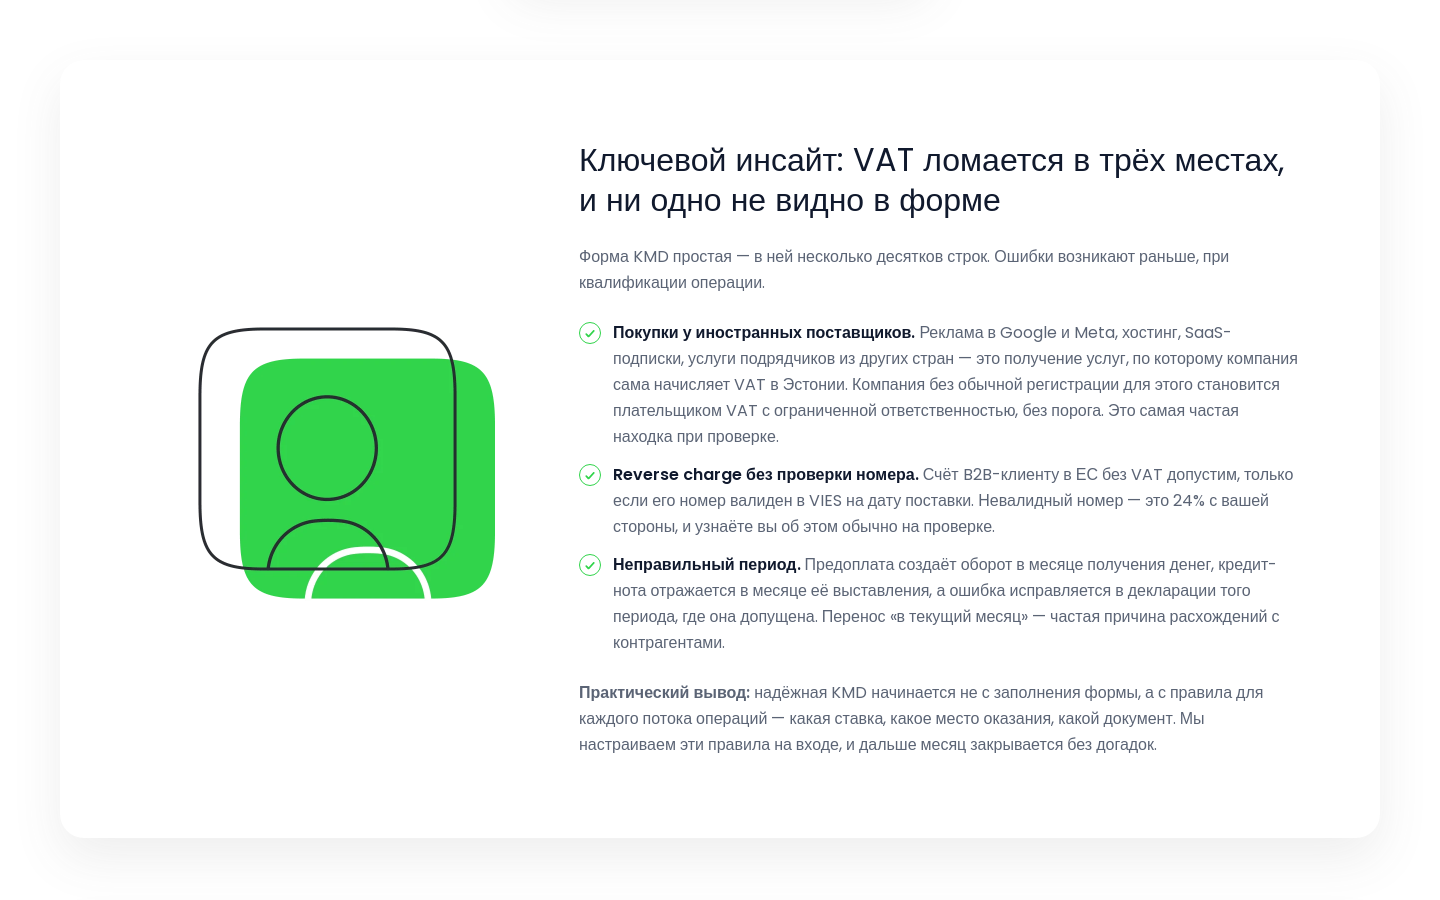 Ключевой инсайт: VAT ломается в трёх местах,
и ни одно не видно в форме
Форма KMD простая — в ней несколько десятков строк. Ошибки возникают раньше, при
квалификации операции.
Покупки у иностранных поставщиков. Реклама в Google и Meta, хостинг, SaaS-
подписки, услуги подрядчиков из других стран — это получение услуг, по которому компания
сама начисляет VAT в Эстонии. Компания без обычной регистрации для этого становится
плательщиком VAT с ограниченной ответственностью, без порога. Это самая частая
находка при проверке.
Reverse charge без проверки номера. Счёт B2B-клиенту в ЕС без VAT допустим, только
если его номер валиден в VIES на дату поставки. Невалидный номер — это 24% с вашей
стороны, и узнаёте вы об этом обычно на проверке.
Неправильный период. Предоплата создаёт оборот в месяце получения денег, кредит-
нота отражается в месяце её выставления, а ошибка исправляется в декларации того
периода, где она допущена. Перенос «в текущий месяц» — частая причина расхождений с
контрагентами.
Практический вывод: надёжная KMD начинается не с заполнения формы, а с правила для
каждого потока операций — какая ставка, какое место оказания, какой документ. Мы
настраиваем эти правила на входе, и дальше месяц закрывается без догадок.